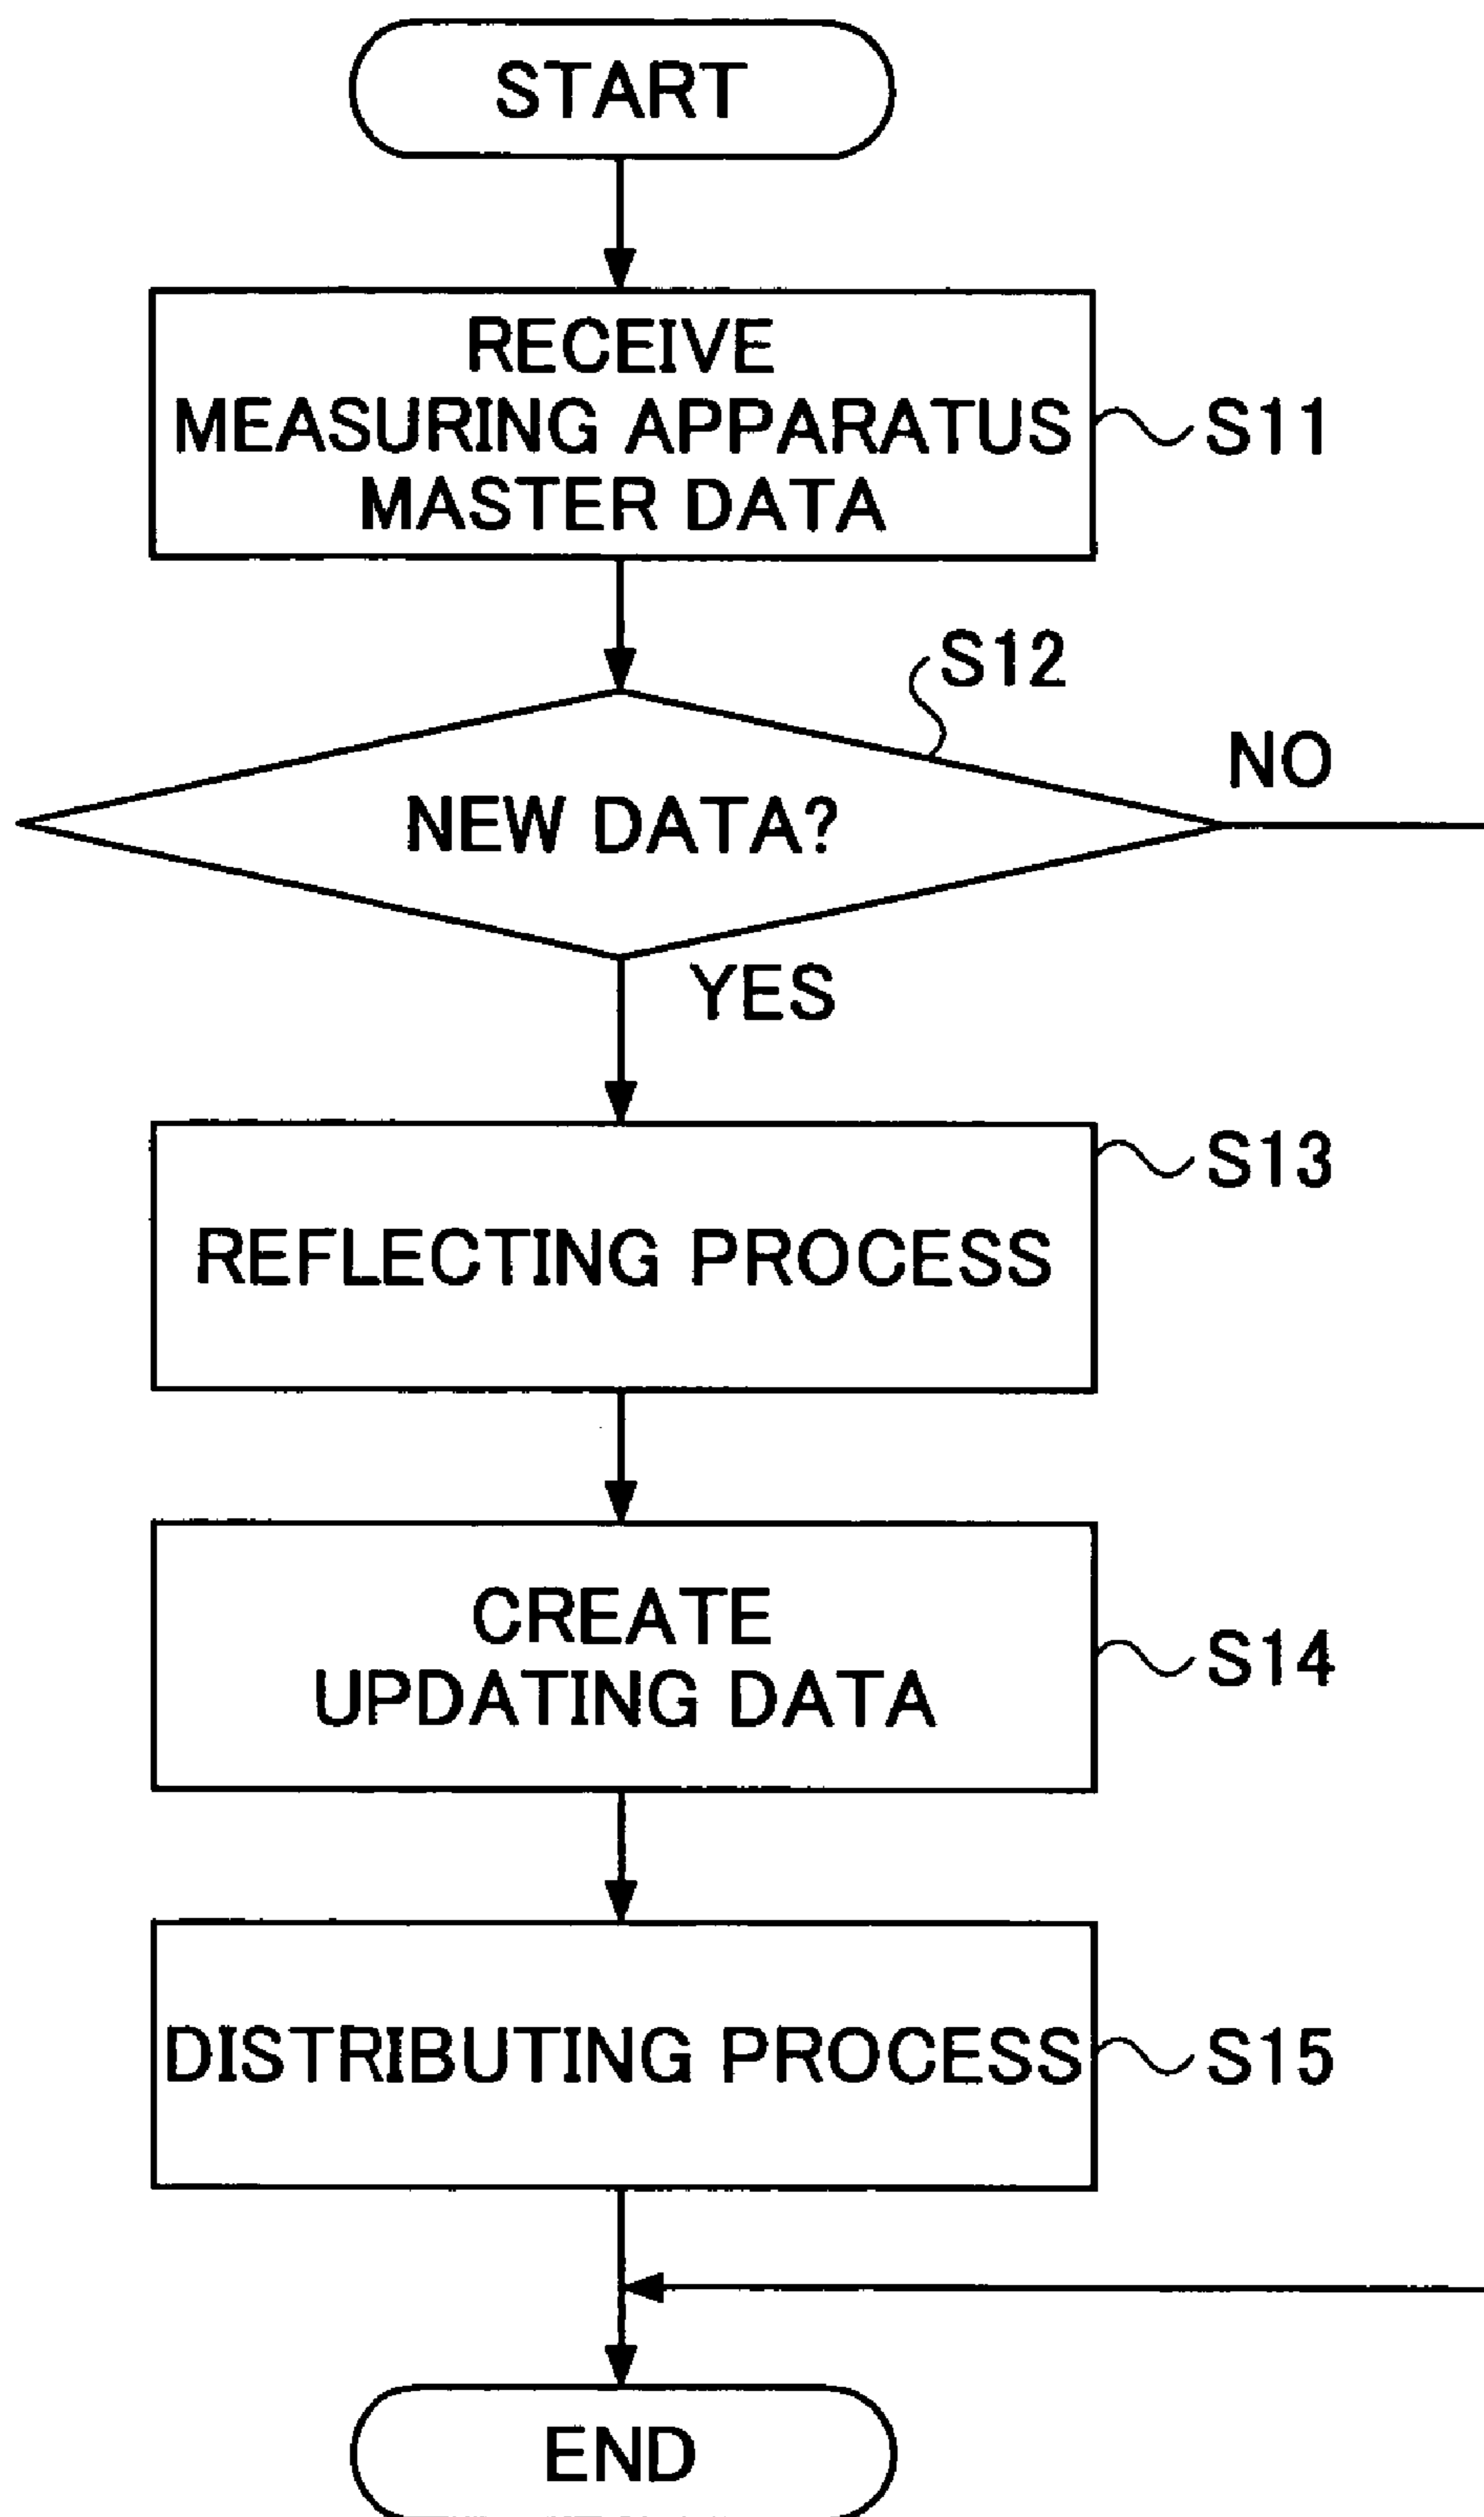 START
RECEIVE
MEASURING APPARATUS
MASTER DATA
S11
S12
NEW DATA?
NO
YES
S13
REFLECTING PROCESS
CREATE
UPDATING DATA
S14
DISTRIBUTING PROCESS
S15
END